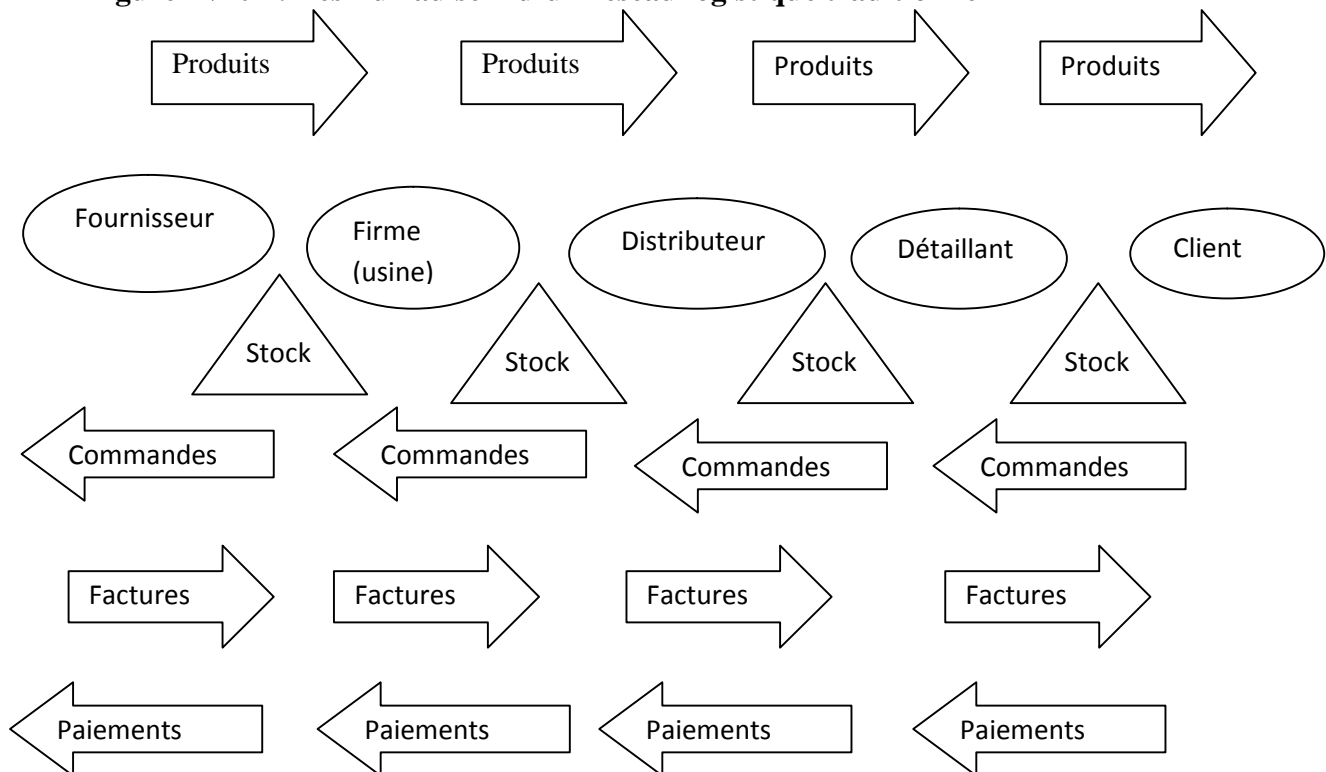 Produits Produits Produits Produits
Fournisseur
Firme
(usine)
Distributeur
Détaillant
Client
Stock Stock Stock Stock
Commandes Commandes Commandes Commandes
Factures Factures Factures Factures
Paiements Paiements Paiements Paiements